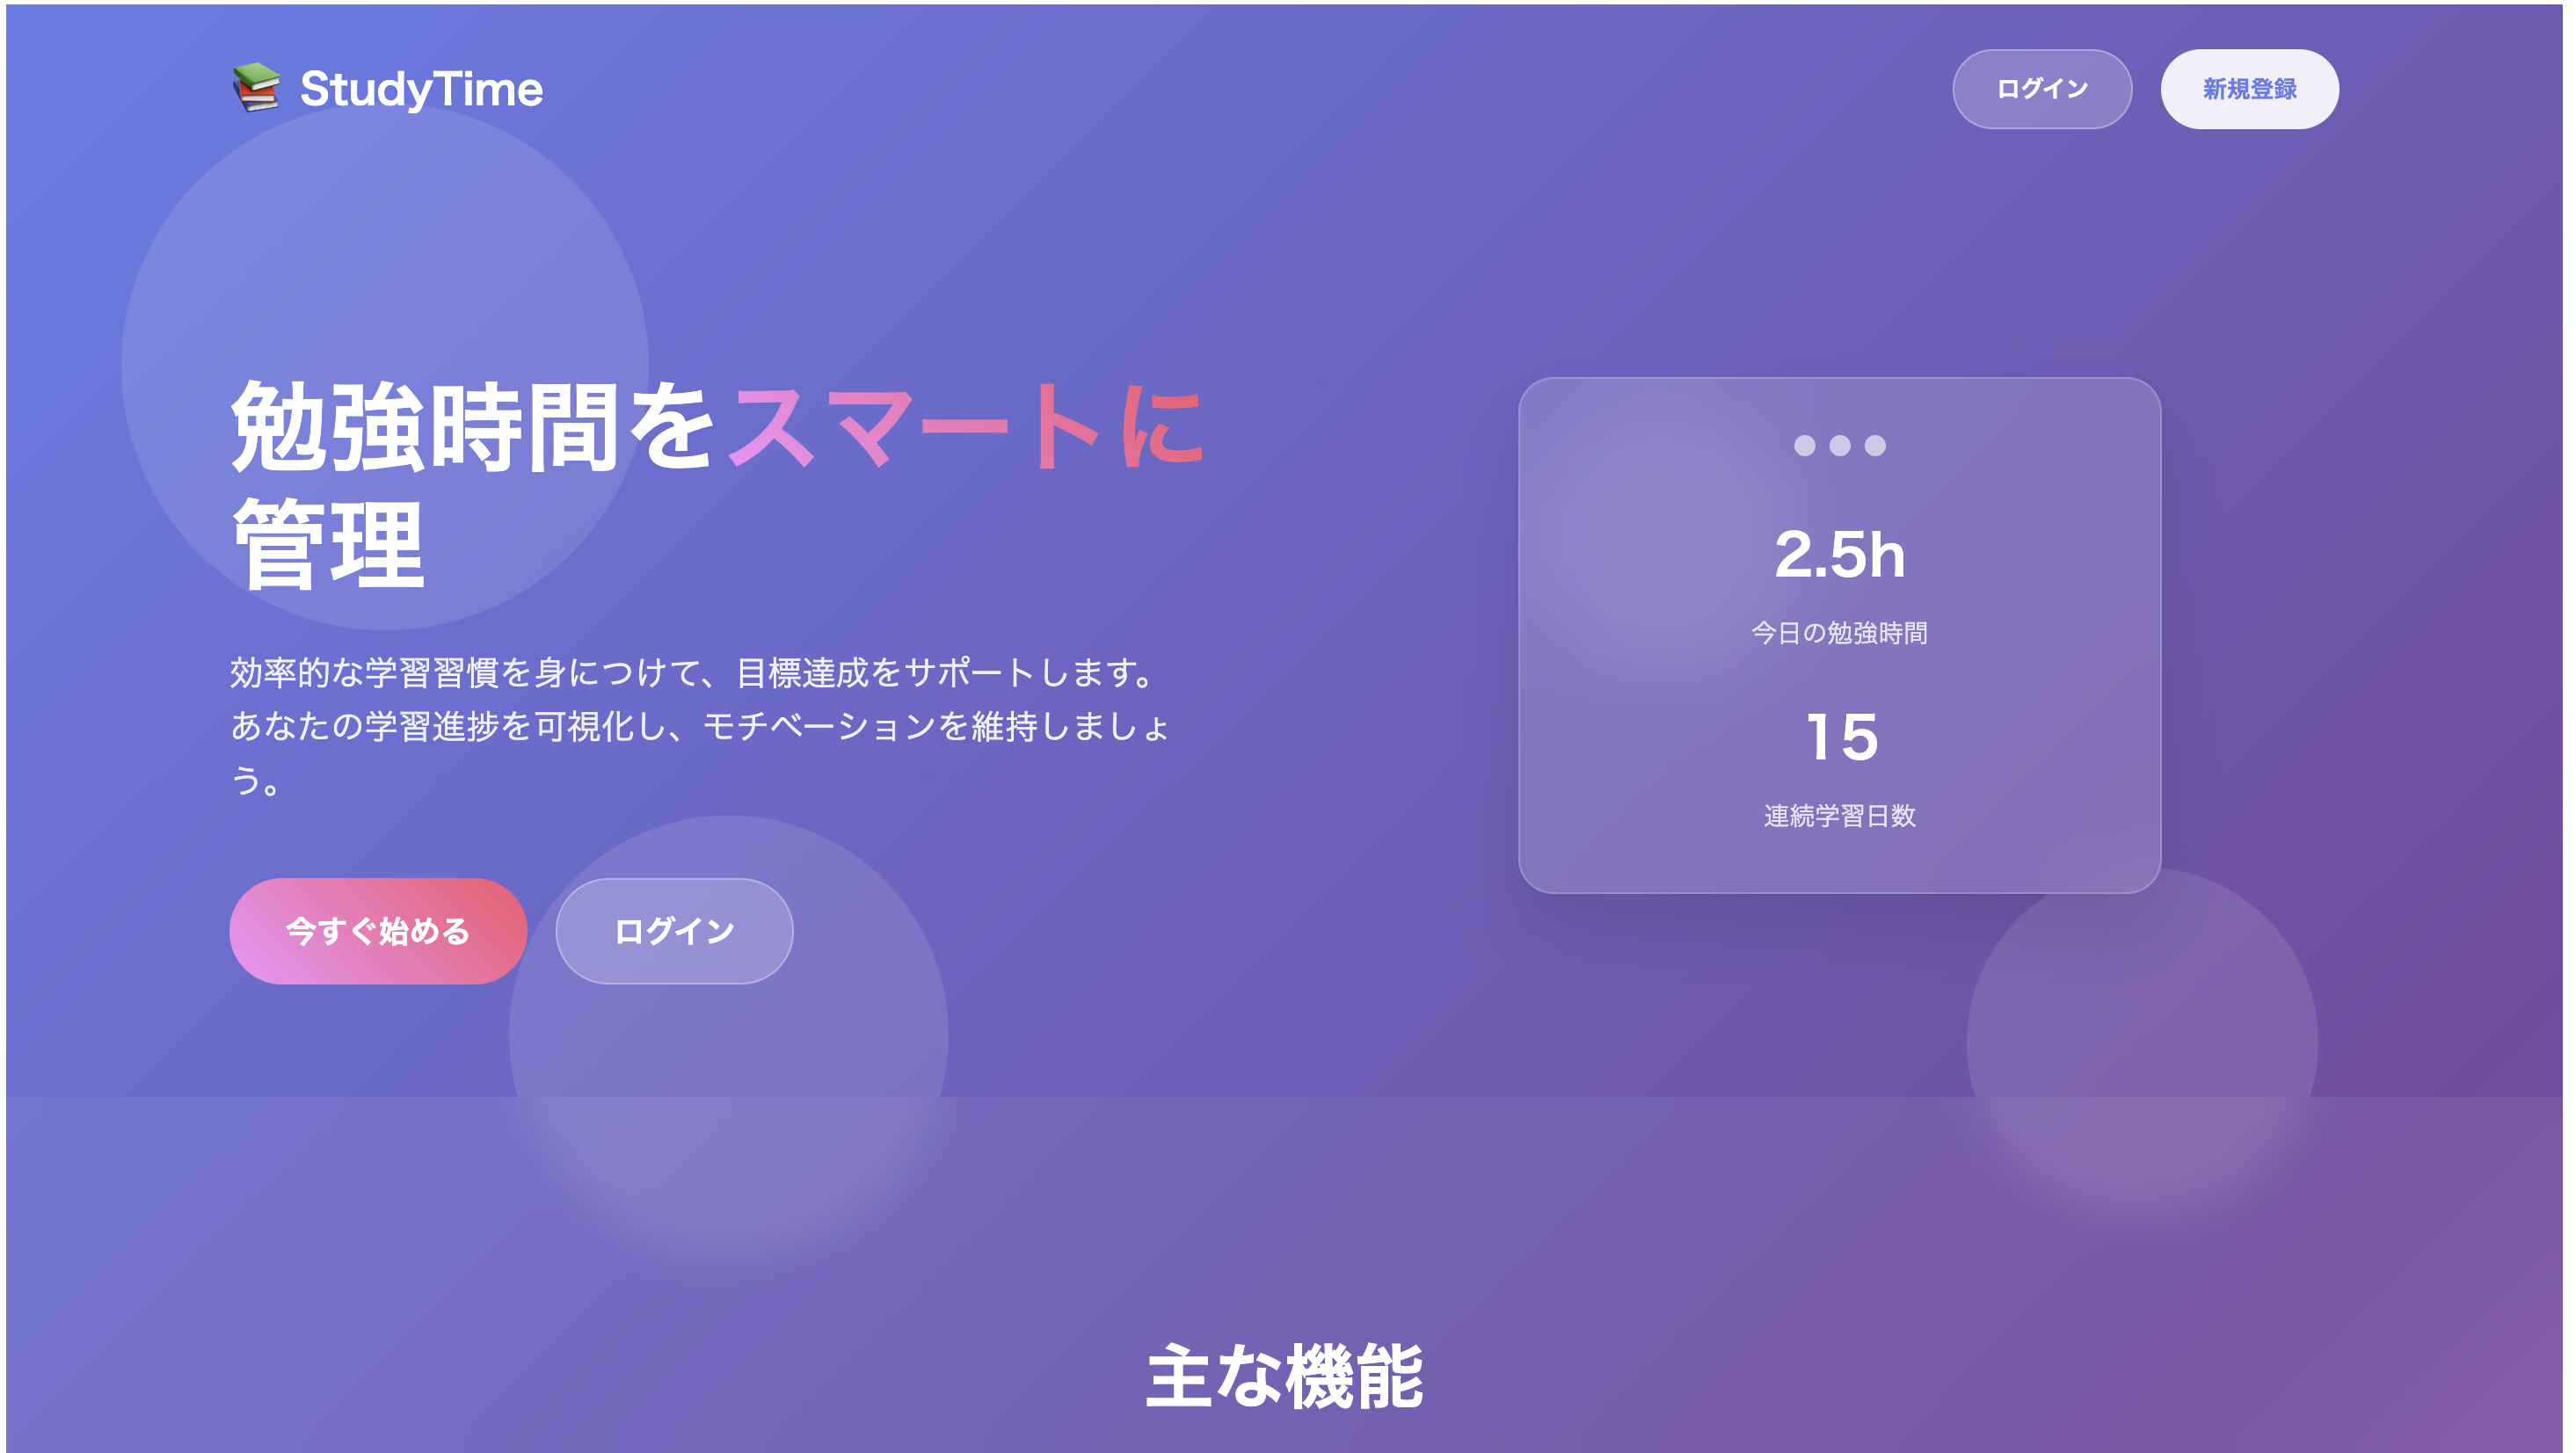 StudyTime
ログイン
新規登録
勉強時間をスマートに
管理
効率的な学習習慣を身につけて、目標達成をサポートします。
あなたの学習進捗を可視化し、モチベーションを維持しましょ
う。
今すぐ始める
ログイン
2.5h
今日の勉強時間
15
連続学習日数
主な機能